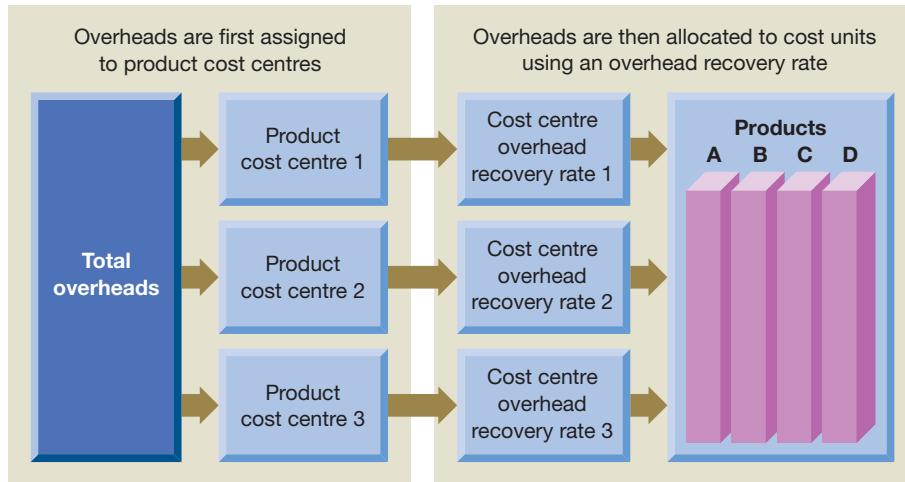 Overheads are first assigned
to product cost centres
Overheads are then allocated to cost units
using an overhead recovery rate
Total
overheads
Product
cost centre 1
Cost centre
overhead
recovery rate 1
Product
cost centre 2
Cost centre
overhead
recovery rate 2
Product
cost centre 3
Cost centre
overhead
recovery rate 3
Products
A B C D